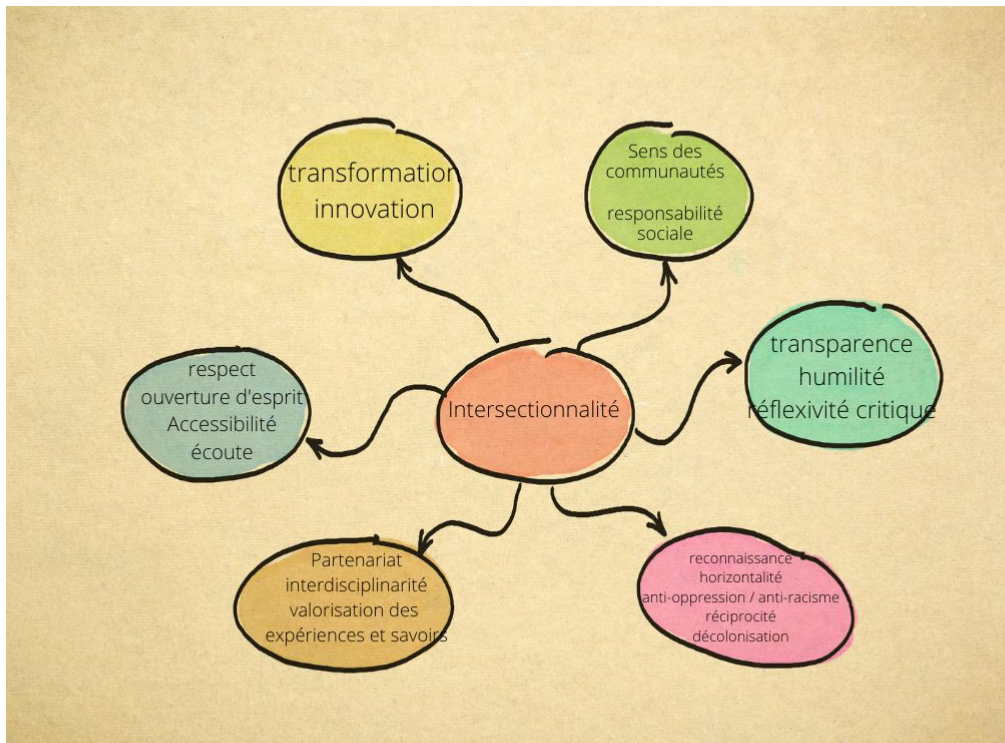 transformation
innovation
Sens des
communautés
responsabilité
sociale
transparence
humilité
réflexivité critique
respect
ouverture d'esprit
Accessibilité
écoute
Intersectionnalité
Partenariat
interdisciplinarité
valorisation des
expériences et savoirs
reconnaissance
horizontalité
anti-oppression / anti-racisme
réciprocité
décolonisation